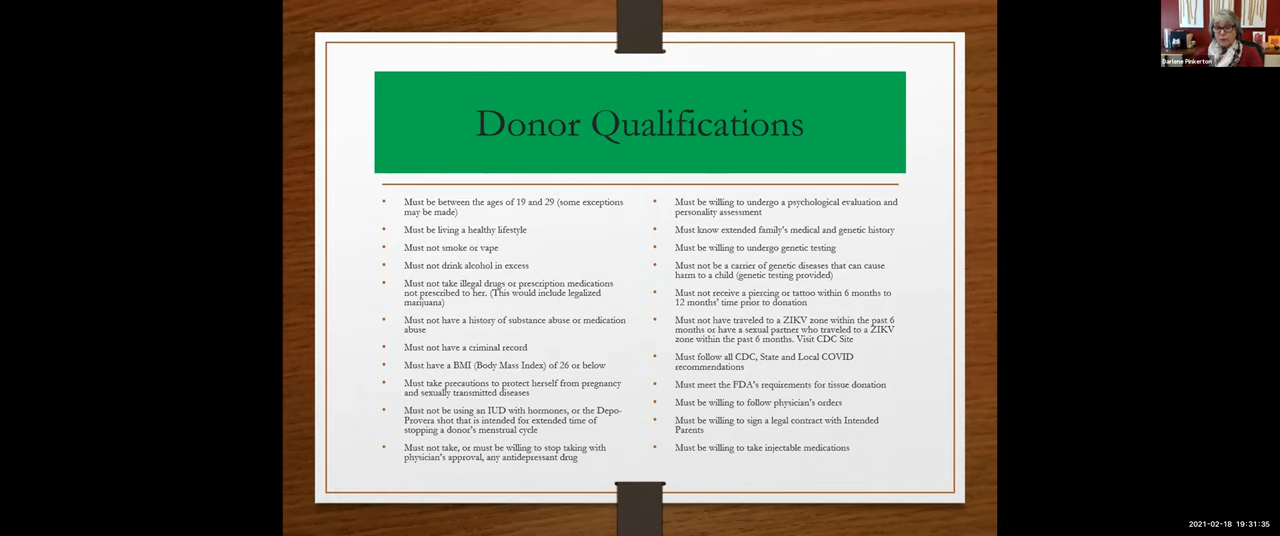 Donor Qualifications
• Must be between the ages of 19 and 29 (some exceptions
may be made)
• Must be living a healthy lifestyle
• Must not smoke or vape
• Must not drink alcohol in excess
• Must not take illegal drugs or prescription medications
not prescribed to her. (This would include legalized
marijuana)
• Must not have a history of substance abuse or medication
abuse
• Must not have a criminal record
• Must have a BMI (Body Mass Index) of 26 or below
• Must take precautions to protect herself from pregnancy
and sexually transmitted diseases
• Must not be using an IUD with hormones, or the Depo-
Provera shot that is intended for extended time of
stopping a donor's menstrual cycle
• Must not take, or must be willing to stop taking with
physician's approval, any antidepressant drug
• Must be willing to undergo a psychological evaluation and
personality assessment
• Must know extended family's medical and genetic history
• Must be willing to undergo genetic testing
• Must not be a carrier of genetic diseases that can cause
harm to a child (genetic testing provided)
• Must not receive a piercing or tattoo within 6 months to
12 months' time prior to donation
• Must not have traveled to a ZIKV zone within the past 6
months or have a sexual partner who traveled to a ZIKV
zone within the past 6 months. Visit CDC Site
• Must follow all CDC, State and Local COVID
recommendations
• Must meet the FDA's requirements for tissue donation
• Must be willing to follow physician's orders
• Must be willing to sign a legal contract with Intended
Parents
• Must be willing to take injectable medications
Darlene Pinkerton
2021-02-18 19:31:35